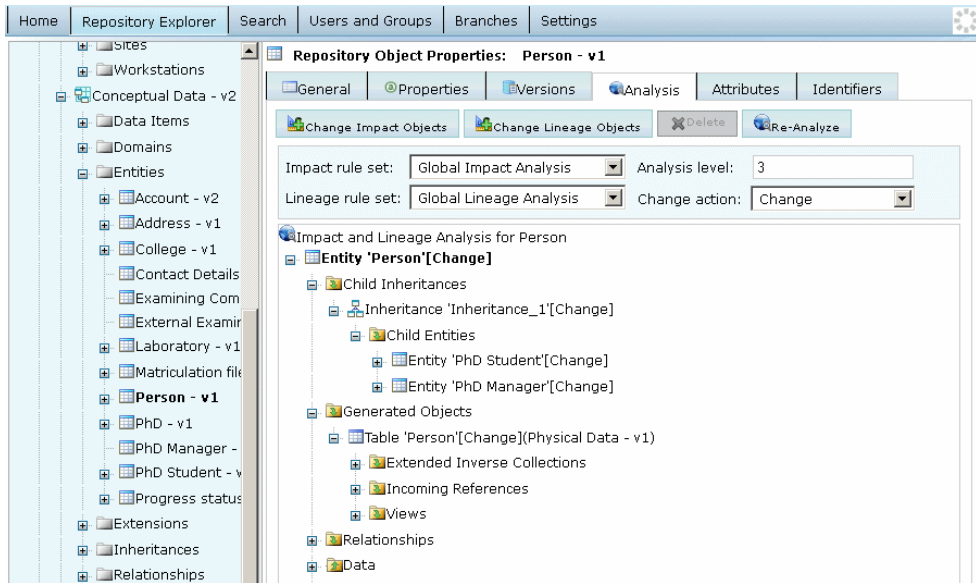 Home Repository Explorer Search Users and Groups Branches Settings
Sites
Workstations
Conceptual Data - v2
Data Items
Domains
Entities
Account - v2
Address - v1
College - v1
Contact Details
Examining Com
External Examin
Laboratory - v1
Matriculation file
Person - v1
PhD - v1
PhD Manager -
PhD Student - v
Progress status
Extensions
Inheritances
Relationships
Repository Object Properties: Person - v1
General Properties Versions Analysis Attributes Identifiers
Change Impact Objects Change Lineage Objects Delete Re-Analyze
Impact rule set: Global Impact Analysis Analysis level: 3
Lineage rule set: Global Lineage Analysis Change action: Change
Impact and Lineage Analysis for Person
Entity 'Person'[Change]
Child Inheritances
Inheritance 'Inheritance_1'[Change]
Child Entities
Entity 'PhD Student'[Change]
Entity 'PhD Manager'[Change]
Generated Objects
Table 'Person'[Change](Physical Data - v1)
Extended Inverse Collections
Incoming References
Views
Relationships
Data